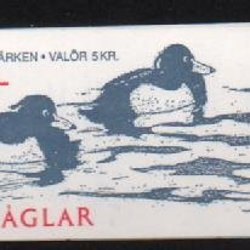 ÄRKEN • VALÖR 5 KR.
ÅGLAR